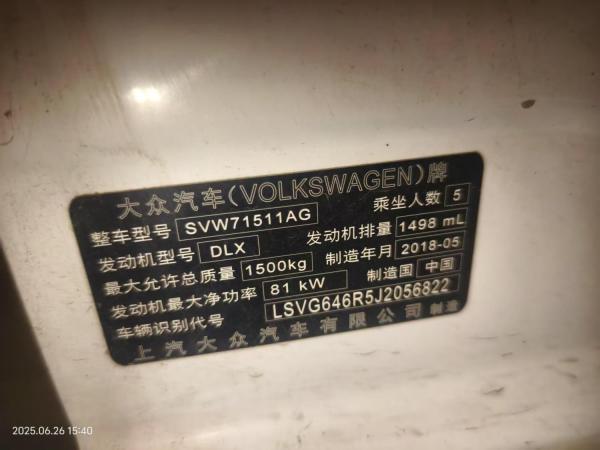 大众汽车(VOLKSWAGEN)牌
整车型号 SVW71511AG 乘坐人数 5
发动机型号 DLX 发动机排量 1498 mL
最大允许总质量 1500kg 制造年月 2018-05
发动机最大净功率 81 kW 制造国 中国
车辆识别代号 LSVG646R5J2056822
上汽大众汽车有限公司 制造
2025.06.26 15:40